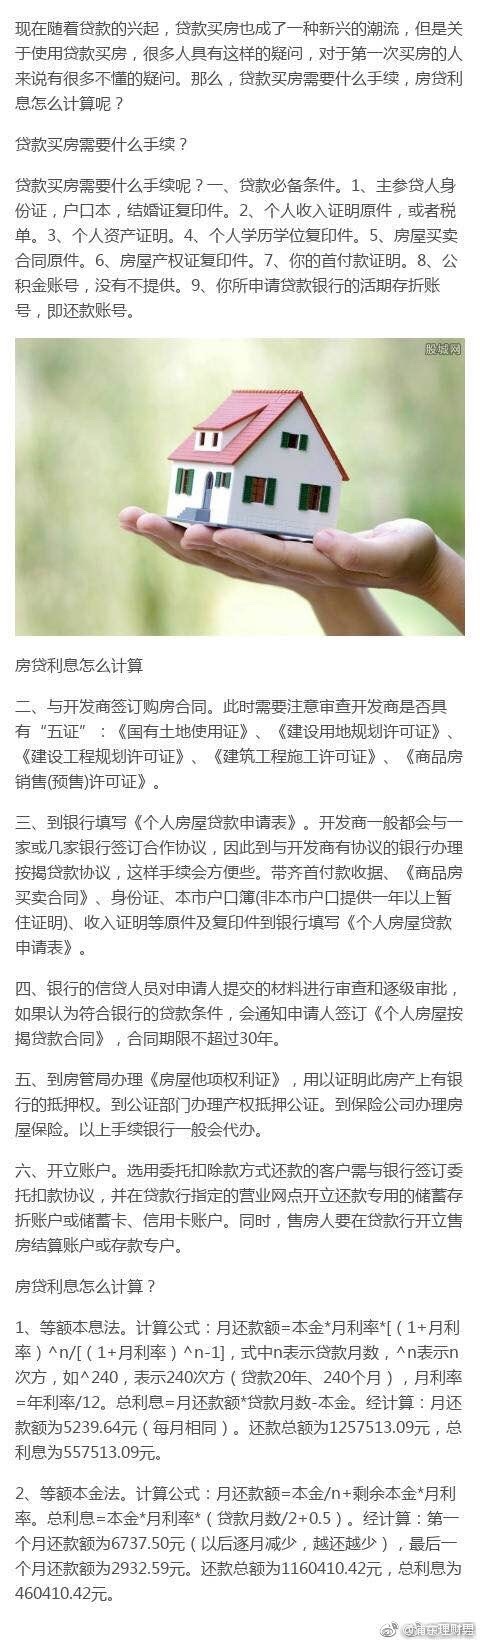 现在随着贷款的兴起，贷款买房也成了一种新兴的潮流，但是关
于使用贷款买房，很多人具有这样的疑问，对于第一次买房的人
来说有很多不懂的疑问。那么，贷款买房需要什么手续，房贷利
息怎么计算呢？
贷款买房需要什么手续？
贷款买房需要什么手续呢？一、贷款必备条件。1、主参贷人身
份证，户口本，结婚证复印件。2、个人收入证明原件，或者税
单。3、个人资产证明。4、个人学历学位复印件。5、房屋买卖
合同原件。6、房屋产权证复印件。7、你的首付款证明。8、公
积金账号，没有不提供。9、你所申请贷款银行的活期存折账
号，即还款账号。
股城网
房贷利息怎么计算
二、与开发商签订购房合同。此时需要注意审查开发商是否具
有“五证”：《国有土地使用证》、《建设用地规划许可证》、
《建设工程规划许可证》、《建筑工程施工许可证》、《商品房
销售(预售)许可证》。
三、到银行填写《个人房屋贷款申请表》。开发商一般都会与一
家或几家银行签订合作协议，因此到与开发商有协议的银行办理
按揭贷款协议，这样手续会方便些。带齐首付款收据、《商品房
买卖合同》、身份证、本市户口簿(非本市户口提供一年以上暂
住证明)、收入证明等原件及复印件到银行填写《个人房屋贷款
申请表》。
四、银行的信贷人员对申请人提交的材料进行审查和逐级审批，
如果认为符合银行的贷款条件，会通知申请人签订《个人房屋按
揭贷款合同》，合同期限不超过30年。
五、到房管局办理《房屋他项权利证》，用以证明此房产上有银
行的抵押权。到公证部门办理产权抵押公证。到保险公司办理房
屋保险。以上手续银行一般会代办。
六、开立账户。选用委托扣除款方式还款的客户需与银行签订委
托扣款协议，并在贷款行指定的营业网点开立还款专用的储蓄存
折账户或储蓄卡、信用卡账户。同时，售房人要在贷款行开立售
房结算账户或存款专户。
房贷利息怎么计算？
1、等额本息法。计算公式：月还款额=本金*月利率*[（1+月利
率）^n/[（1+月利率）^n-1]，式中n表示贷款月数，^n表示n
次方，如^240，表示240次方（贷款20年、240个月），月利率
=年利率/12。总利息=月还款额*贷款月数-本金。经计算：月还
款额为5239.64元（每月相同）。还款总额为1257513.09元，总
利息为557513.09元。
2、等额本金法。计算公式：月还款额=本金/n+剩余本金*月利
率。总利息=本金*月利率*（贷款月数/2+0.5）。经计算：第一
个月还款额为6737.50元（以后逐月减少，越还越少），最后一
个月还款额为2932.59元。还款总额为1160410.42元，总利息为
460410.42元。